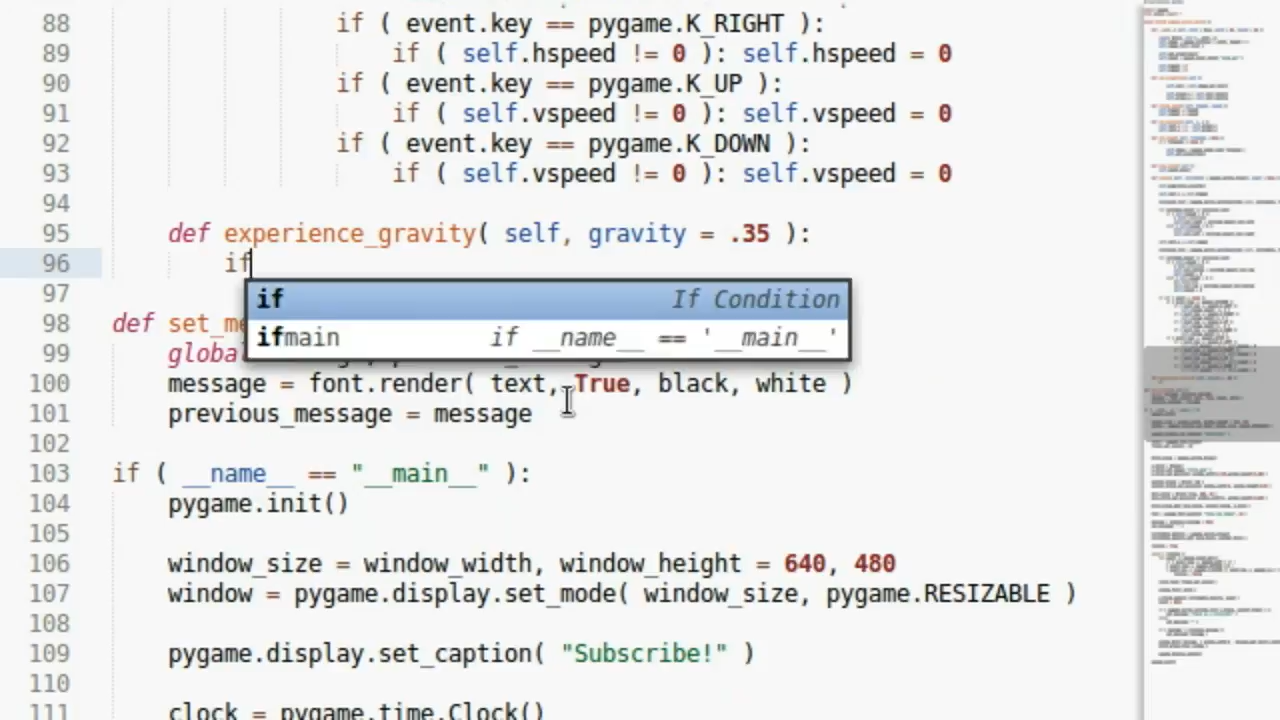 88 if ( event.key == pygame.K_RIGHT ):
89 if ( self.hspeed != 0 ): self.hspeed = 0
90 if ( event.key == pygame.K_UP ):
91 if ( self.vspeed != 0 ): self.vspeed = 0
92 if ( event.key == pygame.K_DOWN ):
93 if ( self.vspeed != 0 ): self.vspeed = 0
94
95 def experience_gravity( self, gravity = .35 ):
96 if
if If Condition
97
ifmain if __name__ == '__main__'
98 def set_me
99 global
100 message = font.render( text, True, black, white )
101 previous_message = message
102
103 if ( __name__ == "__main__" ):
104 pygame.init()
105
106 window_size = window_width, window_height = 640, 480
107 window = pygame.display.set_mode( window_size, pygame.RESIZABLE )
108
109 pygame.display.set_caption( "Subscribe!" )
110
111 clock = pygame.time.Clock()